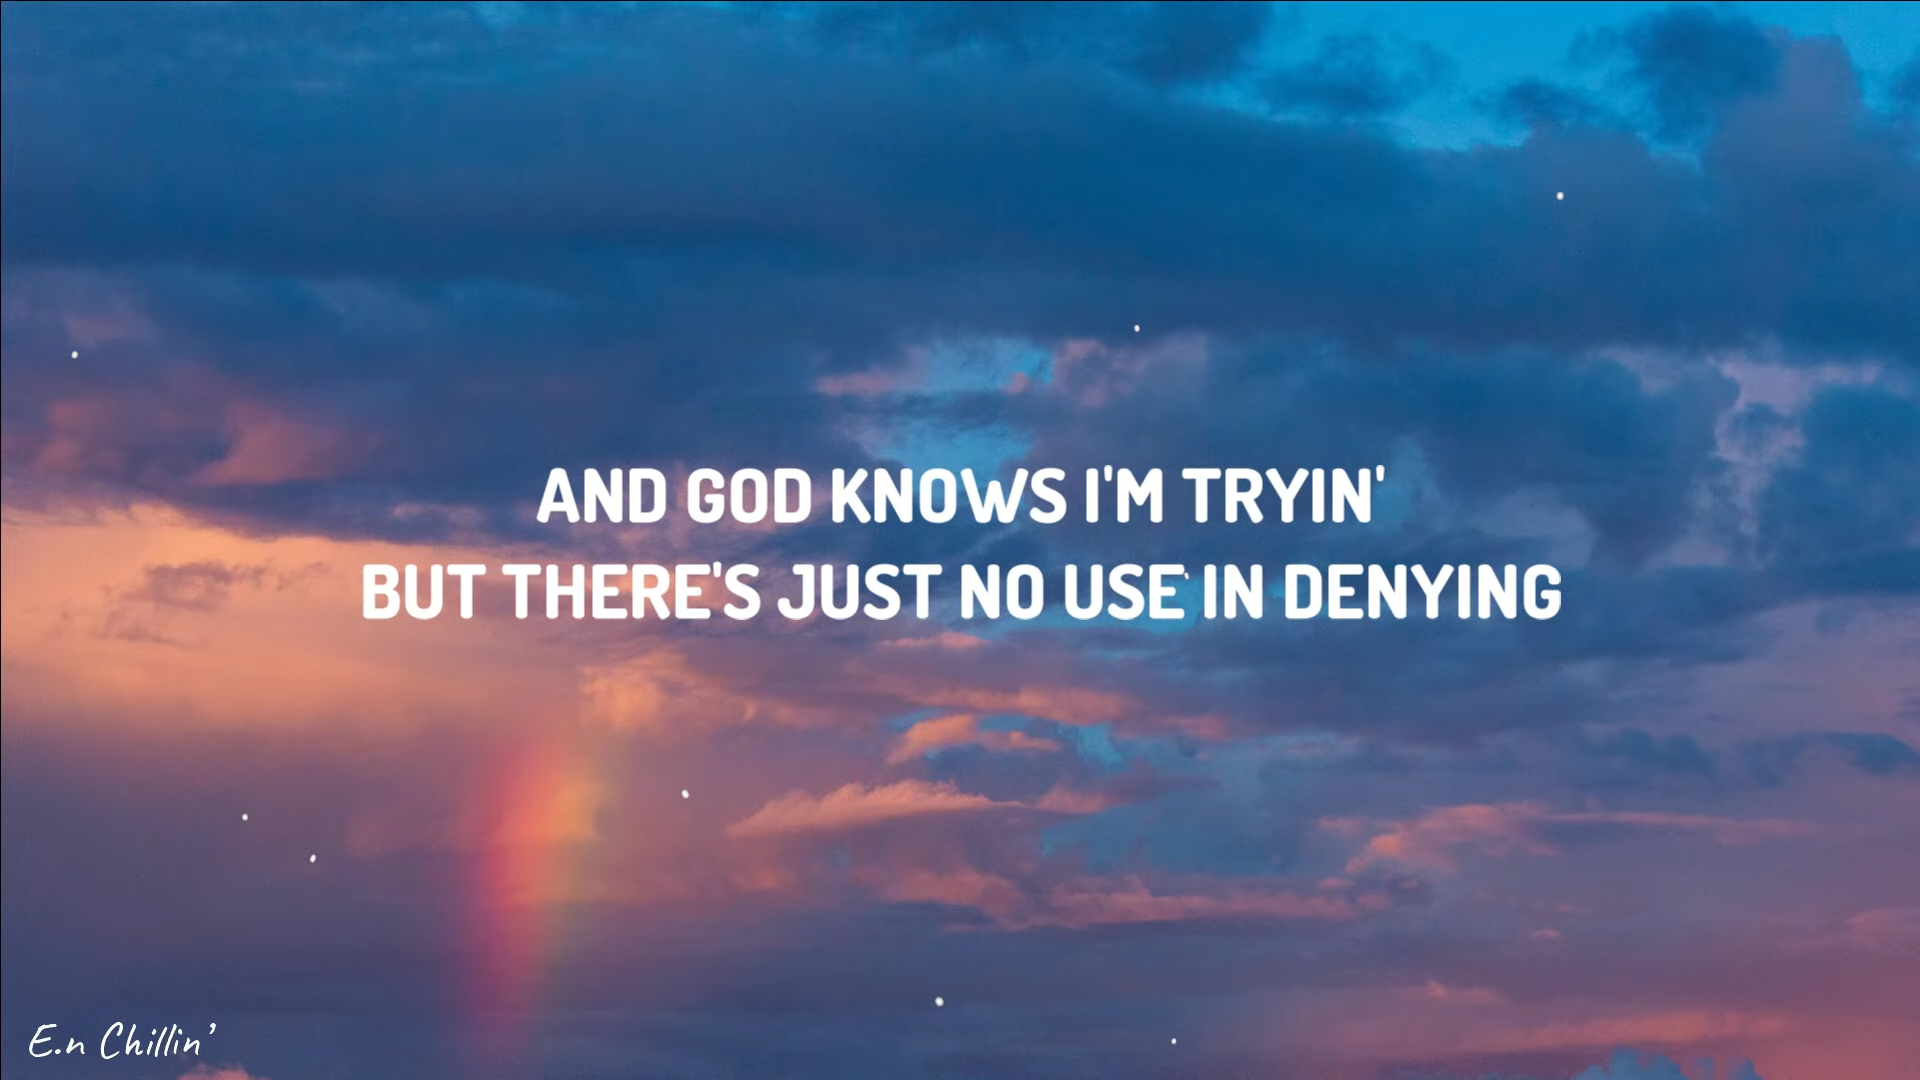 AND GOD KNOWS I'M TRYIN'
BUT THERE'S JUST NO USE IN DENYING
E.n Chillin'